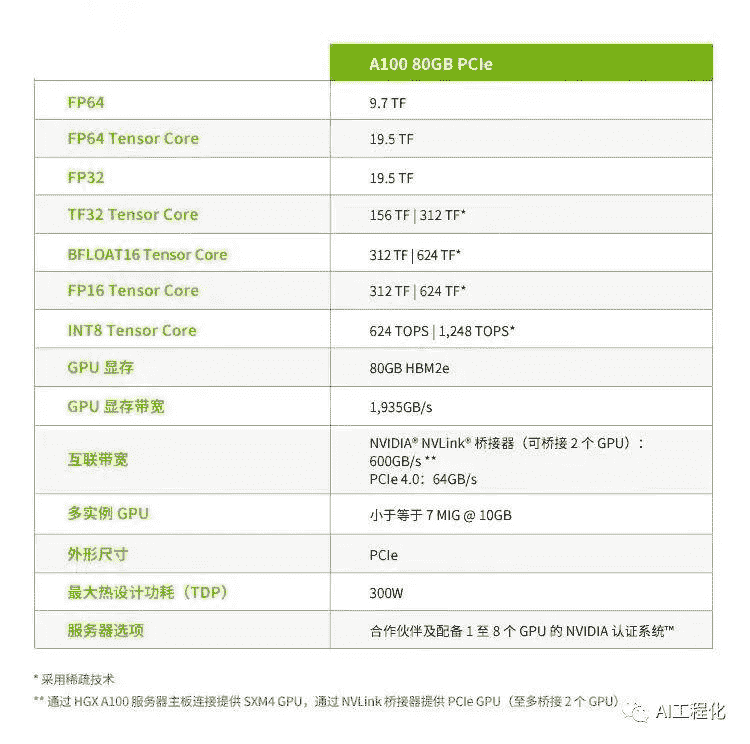 A100 80GB PCIe
FP64 9.7 TF
FP64 Tensor Core 19.5 TF
FP32 19.5 TF
TF32 Tensor Core 156 TF | 312 TF*
BFLOAT16 Tensor Core 312 TF | 624 TF*
FP16 Tensor Core 312 TF | 624 TF*
INT8 Tensor Core 624 TOPS | 1,248 TOPS*
GPU 显存 80GB HBM2e
GPU 显存带宽 1,935GB/s
互联带宽 NVIDIA® NVLink® 桥接器（可桥接 2 个 GPU）：
600GB/s **
PCIe 4.0：64GB/s
多实例 GPU 小于等于 7 MIG @ 10GB
外形尺寸 PCIe
最大热设计功耗（TDP） 300W
服务器选项 合作伙伴及配备 1 至 8 个 GPU 的 NVIDIA 认证系统™
* 采用稀疏技术
** 通过 HGX A100 服务器主板连接提供 SXM4 GPU，通过 NVLink 桥接器提供 PCIe GPU（至多桥接 2 个 GPU）
AI工程化